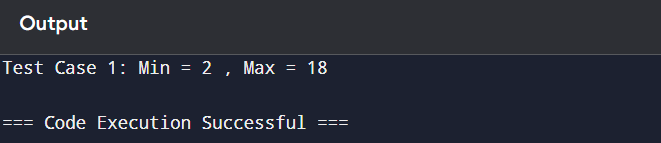 Output
Test Case 1: Min = 2 , Max = 18
=== Code Execution Successful ===